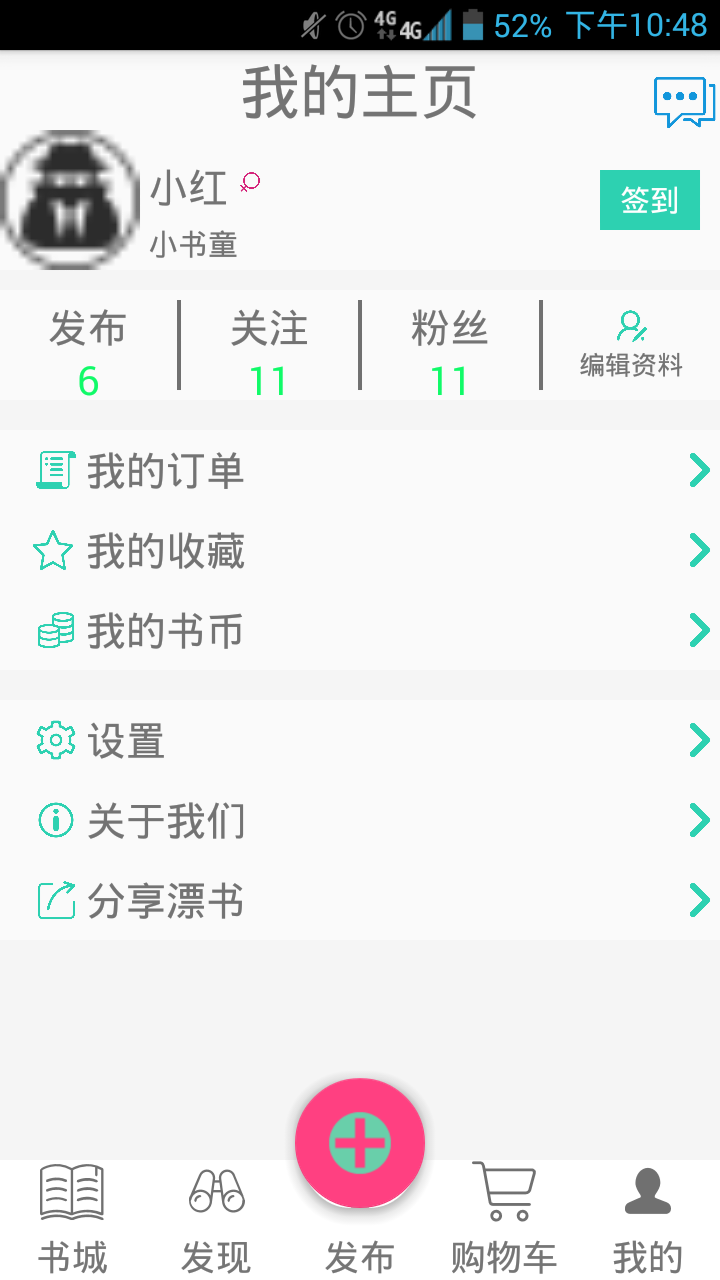 4G 4G 52% 下午10:48
我的主页
小红
签到
小书童
发布 关注 粉丝
6 11 11 编辑资料
我的订单
我的收藏
我的书币
设置
关于我们
分享漂书
书城 发现 发布 购物车 我的